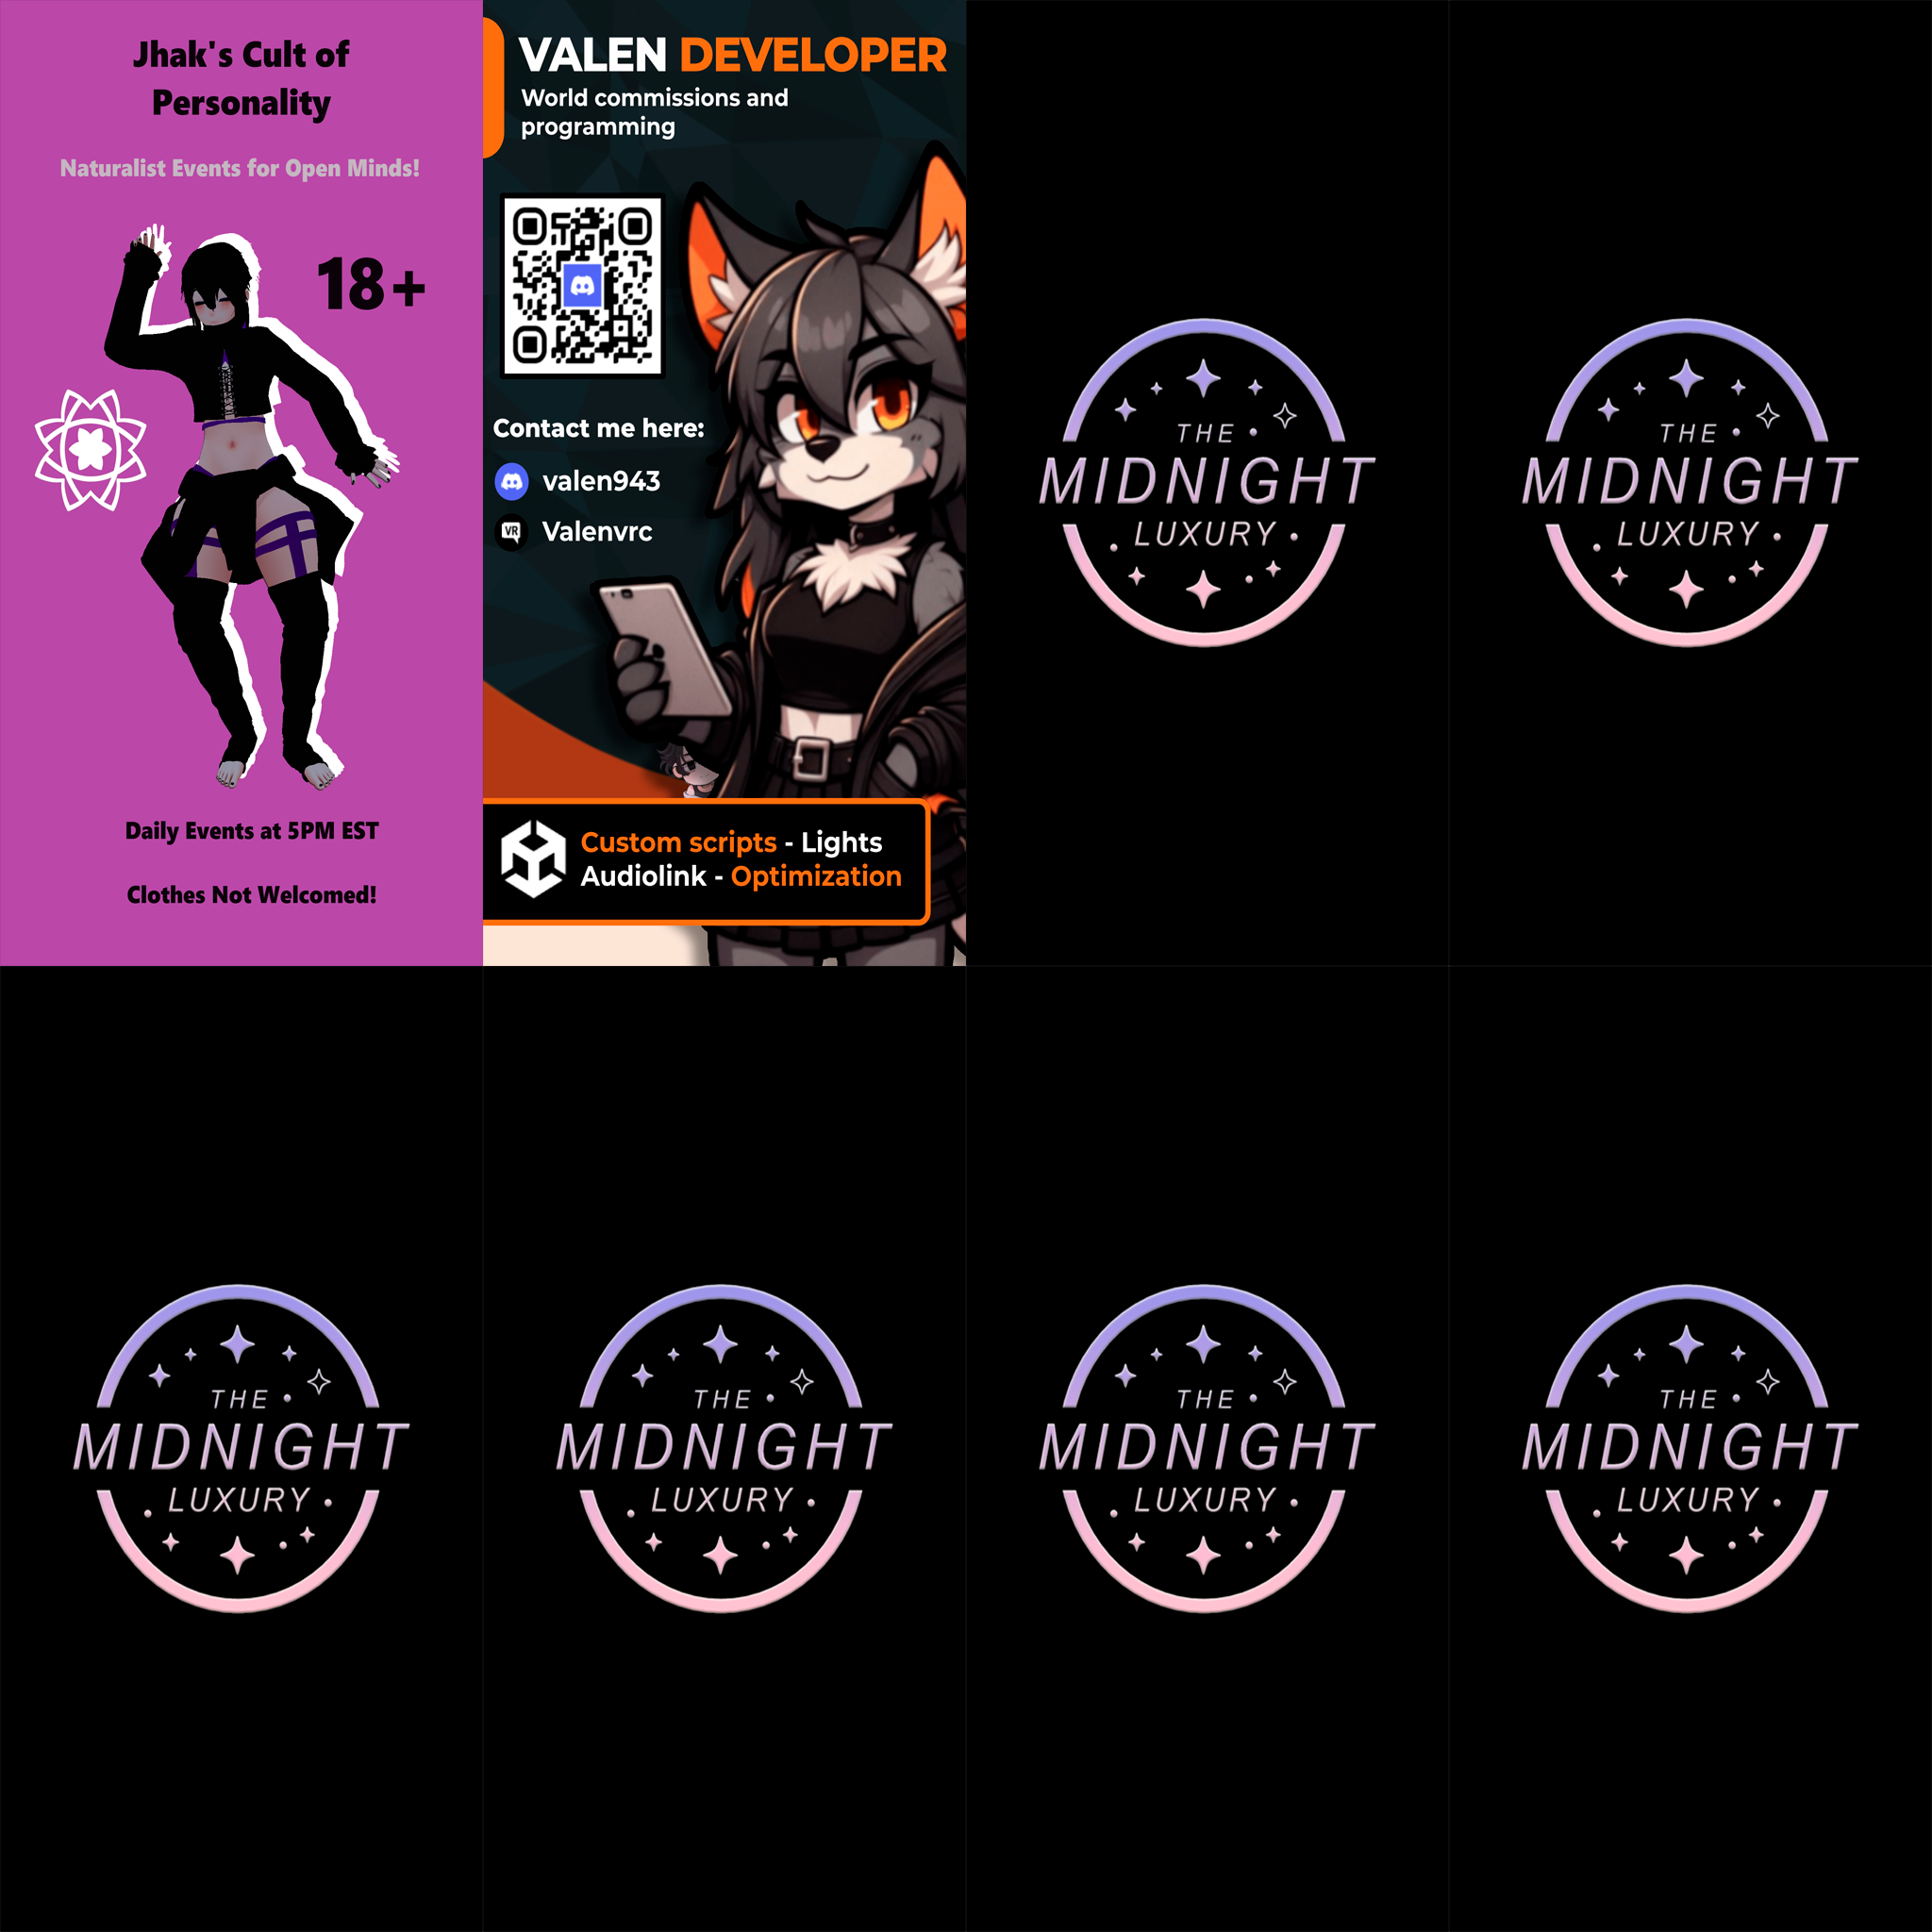 Jhak's Cult of
Personality
Naturalist Events for Open Minds!
18+
Daily Events at 5PM EST
Clothes Not Welcomed!
VALEN DEVELOPER
World commissions and
programming
Contact me here:
valen943
VR
Valenvrc
Custom scripts - Lights
Audiolink - Optimization
THE
MIDNIGHT
LUXURY
THE
MIDNIGHT
LUXURY
THE
MIDNIGHT
LUXURY
THE
MIDNIGHT
LUXURY
THE
MIDNIGHT
LUXURY
THE
MIDNIGHT
LUXURY